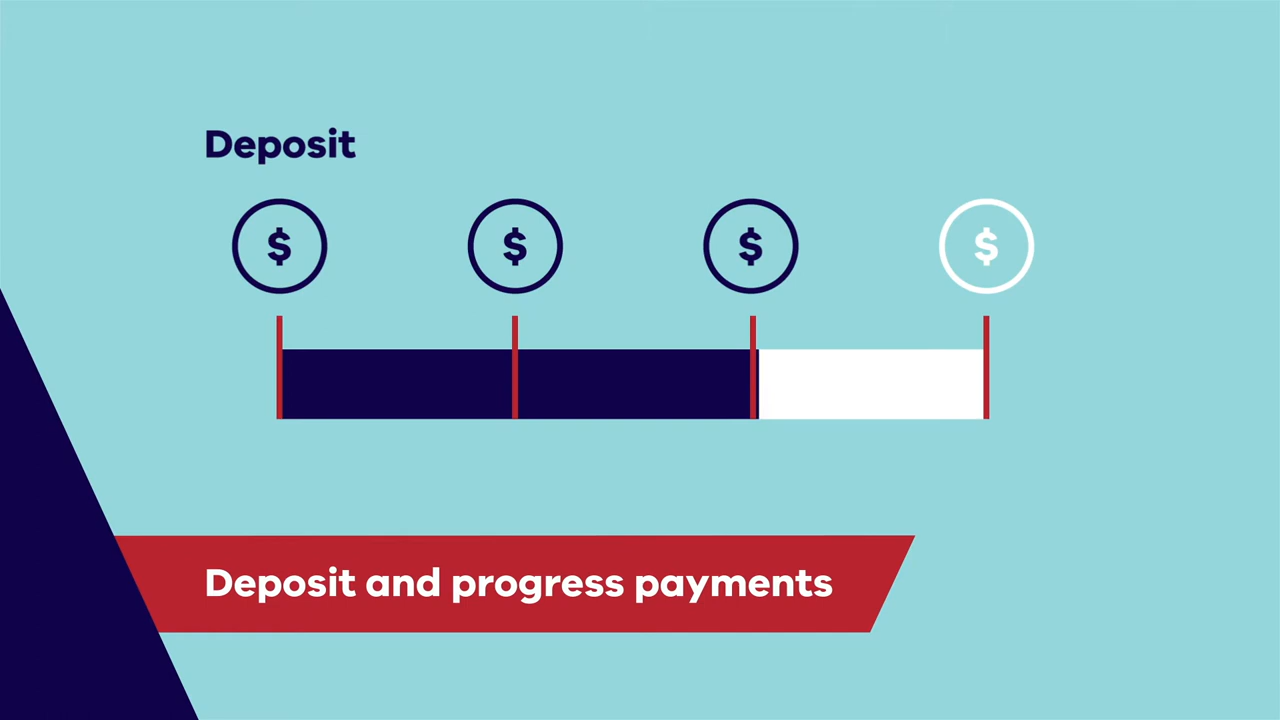 Deposit
$ $ $ $
Deposit and progress payments